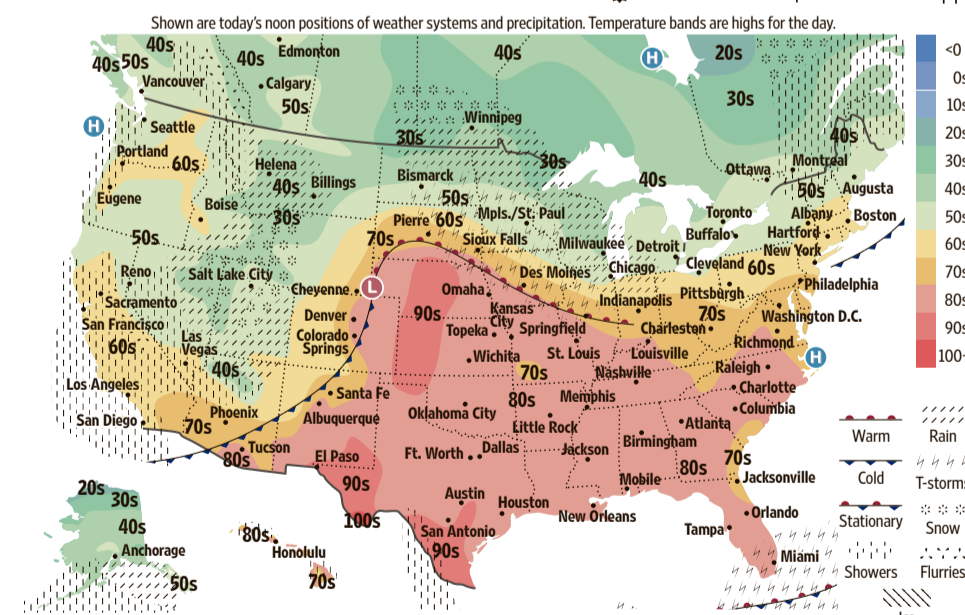 Shown are today's noon positions of weather systems and precipitation. Temperature bands are highs for the day.
40s
Edmonton
40s
40s
H
20s
<0
40s
50s
Vancouver
Calgary
0s
50s
30s
10s
H
Seattle
Winnipeg
20s
30s
40s
Portland
60s
Helena
30s
Montreal
30s
40s
Billings
Bismarck
40s
Ottawa
50s
Augusta
40s
Eugene
Boise
30s
50s
Pierre
60s
Mpls./St. Paul
Toronto
Albany
Boston
50s
50s
70s
Sioux Falls
Milwaukee
Detroit
Buffalo
Hartford
New York
60s
Reno
Salt Lake City
Cheyenne
L
Omaha
Des Moines
Chicago
Cleveland
60s
70s
Sacramento
Indianapolis
Pittsburgh
Philadelphia
80s
San Francisco
Denver
90s
Kansas
City
Topeka
Springfield
Charleston
70s
Washington D.C.
90s
60s
Las
Vegas
Colorado
Springs
Wichita
St. Louis
Louisville
Richmond
H
100
40s
70s
Nashville
Raleigh
Los Angeles
Santa Fe
80s
Memphis
Charlotte
San Diego
70s
Phoenix
Albuquerque
Oklahoma City
Little Rock
Atlanta
Columbia
Warm
Rain
Tucson
80s
El Paso
Ft. Worth
Dallas
Jackson
Birmingham
70s
80s
Jacksonville
Cold
T-storms
20s
30s
90s
Austin
Houston
Mobile
New Orleans
Orlando
Stationary
Snow
40s
80s
100s
San Antonio
Tampa
Anchorage
Honolulu
90s
Miami
50s
70s
Showers
Flurries